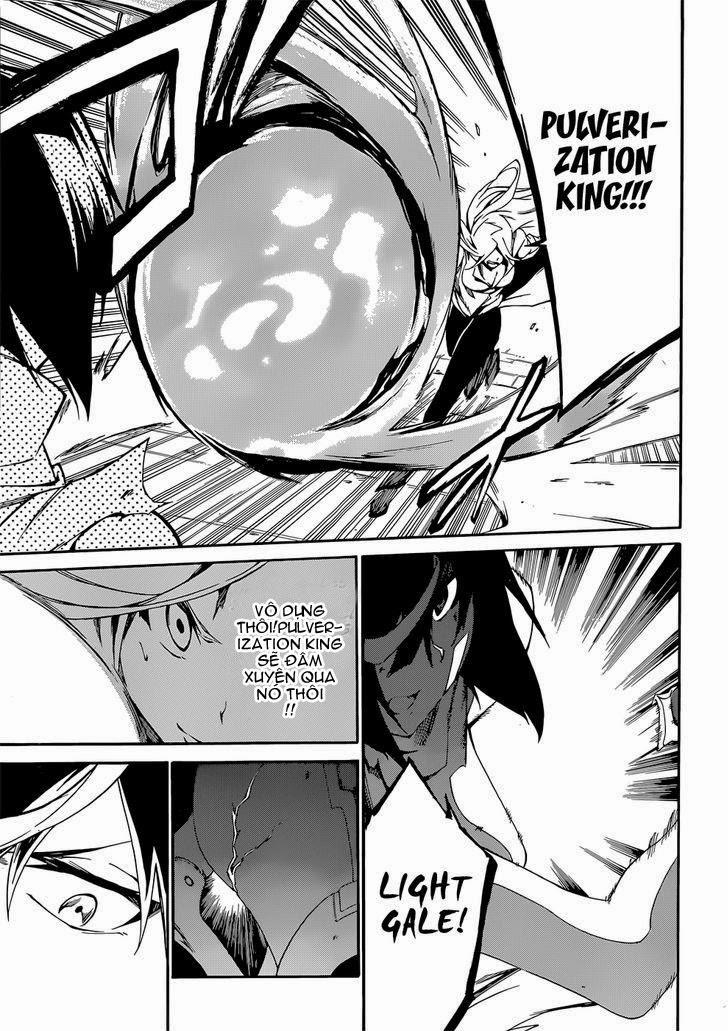 PULVERI-
ZATION
KING!!!
VÔ DỤNG
THÔI!PULVER-
IZATION KING
SẼ ĐÂM
XUYÊN QUA
NÓ THÔI
!!
LIGHT
GALE!